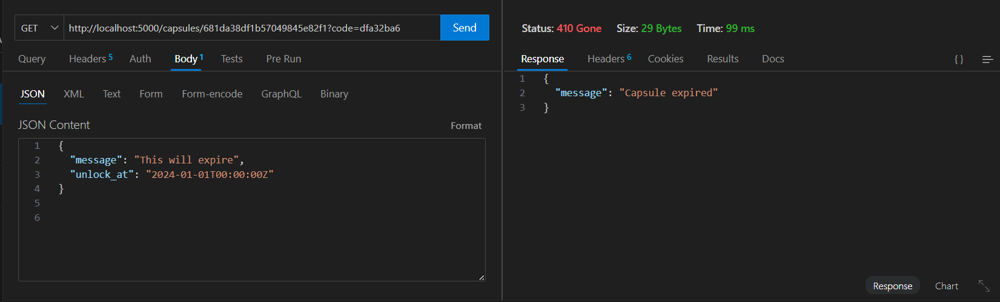 GET http://localhost:5000/capsules/681da38df1b57049845e82f1?code=dfa32ba6 Send
Query Headers 5 Auth Body 1 Tests Pre Run
JSON XML Text Form Form-encode GraphQL Binary
JSON Content Format
1 {
2 "message": "This will expire",
3 "unlock_at": "2024-01-01T00:00:00Z"
4 }
5
6
Status: 410 Gone Size: 29 Bytes Time: 99 ms
Response Headers 6 Cookies Results Docs { }
1 {
2 "message": "Capsule expired"
3 }
Response Chart